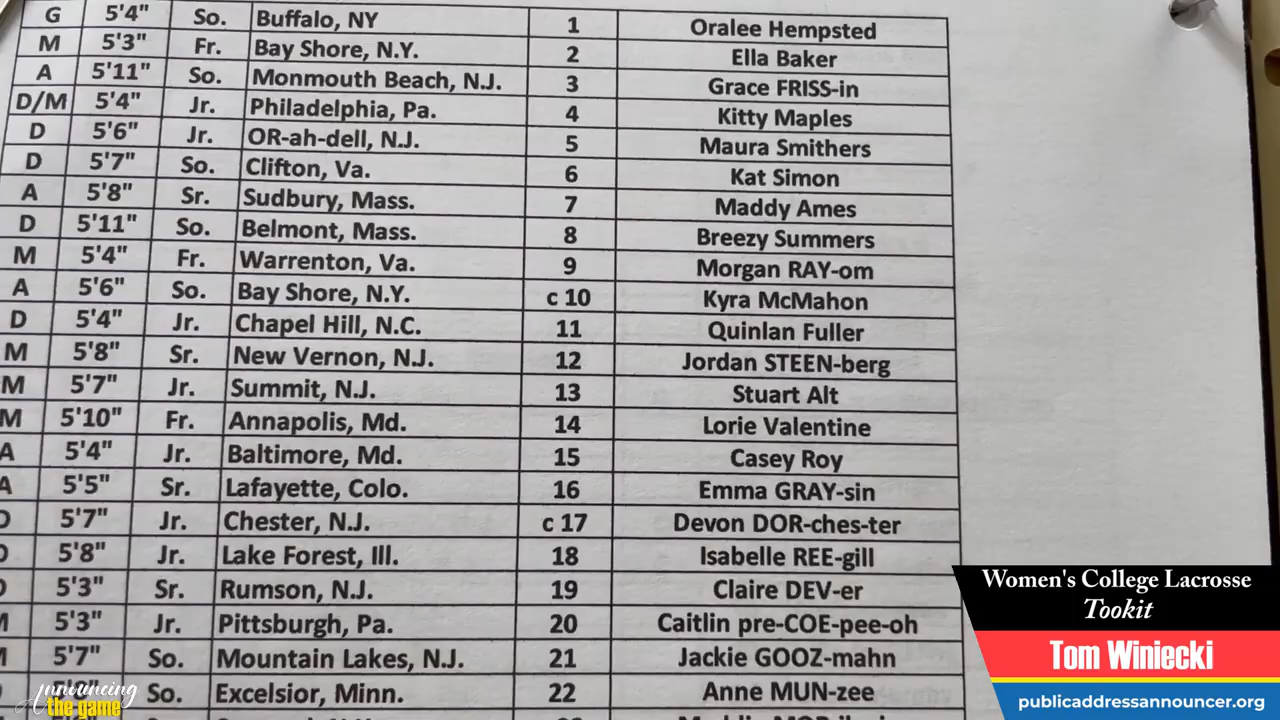 G 5'4" So. Buffalo, NY 1 Oralee Hempsted
M 5'3" Fr. Bay Shore, N.Y. 2 Ella Baker
A 5'11" So. Monmouth Beach, N.J. 3 Grace FRISS-in
D/M 5'4" Jr. Philadelphia, Pa. 4 Kitty Maples
D 5'6" Jr. OR-ah-dell, N.J. 5 Maura Smithers
D 5'7" So. Clifton, Va. 6 Kat Simon
A 5'8" Sr. Sudbury, Mass. 7 Maddy Ames
D 5'11" So. Belmont, Mass. 8 Breezy Summers
M 5'4" Fr. Warrenton, Va. 9 Morgan RAY-om
A 5'6" So. Bay Shore, N.Y. c 10 Kyra McMahon
D 5'4" Jr. Chapel Hill, N.C. 11 Quinlan Fuller
M 5'8" Sr. New Vernon, N.J. 12 Jordan STEEN-berg
M 5'7" Jr. Summit, N.J. 13 Stuart Alt
M 5'10" Fr. Annapolis, Md. 14 Lorie Valentine
A 5'4" Jr. Baltimore, Md. 15 Casey Roy
A 5'5" Sr. Lafayette, Colo. 16 Emma GRAY-sin
5'7" Jr. Chester, N.J. c 17 Devon DOR-ches-ter
5'8" Jr. Lake Forest, Ill. 18 Isabelle REE-gill
5'3" Sr. Rumson, N.J. 19 Claire DEV-er
5'3" Jr. Pittsburgh, Pa. 20 Caitlin pre-COE-pee-oh
5'7" So. Mountain Lakes, N.J. 21 Jackie GOOZ-mahn
So. Excelsior, Minn. 22 Anne MUN-zee
Women's College Lacrosse
Tookit
Tom Winiecki
publicaddressannouncer.org
Announcing
the game